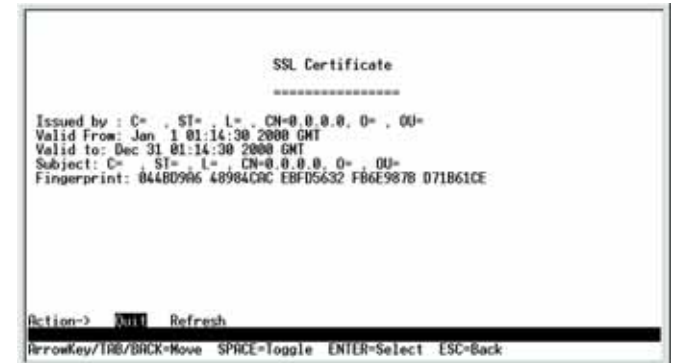 SSL Certificate
================
Issued by : C= , ST= , L= , CN=0.0.0.0, O= , OU=
Valid From: Jan 1 01:14:30 2000 GMT
Valid to: Dec 31 01:14:30 2000 GMT
Subject: C= , ST= , L= , CN=0.0.0.0, O= , OU=
Fingerprint: 044BD9A6 48984CAC EBFD5632 FB6E987B D71B61CE
Action-> Quit Refresh
ArrowKey/TAB/BACK=Move SPACE=Toggle ENTER=Select ESC=Back